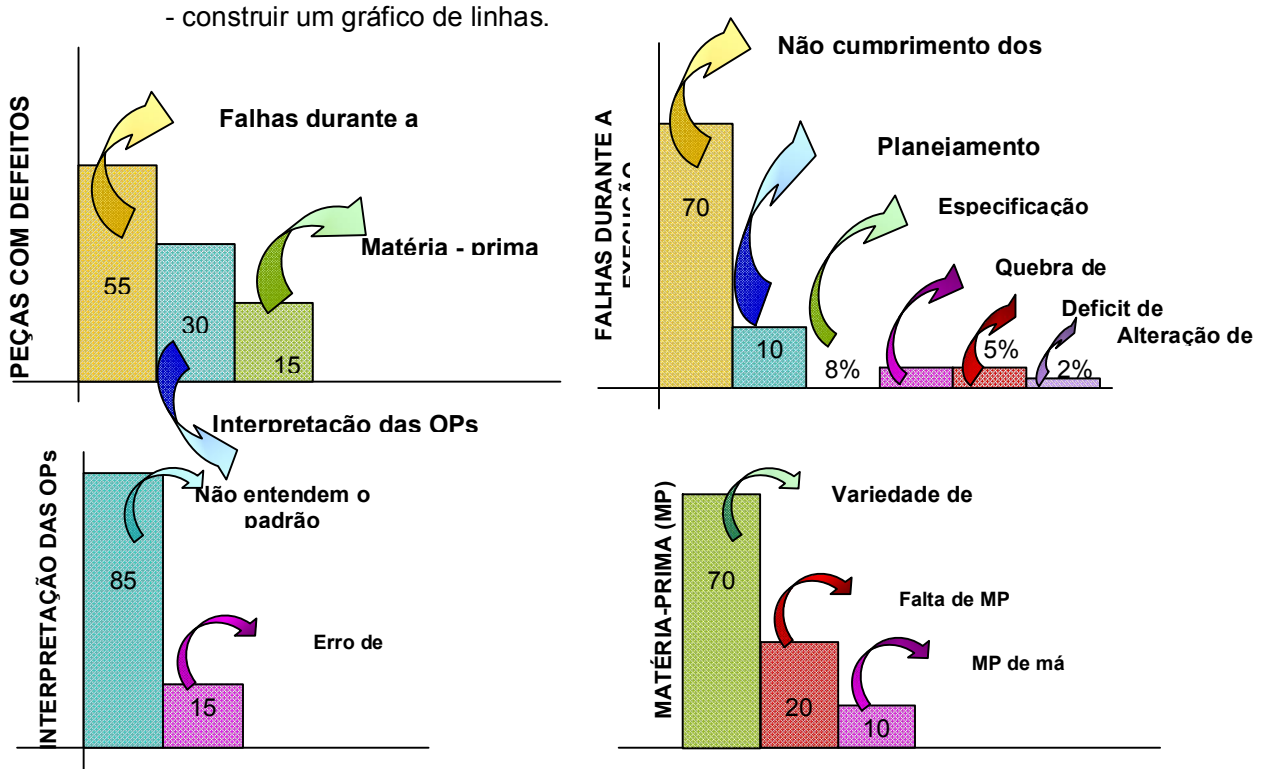 - construir um gráfico de linhas.
PEÇAS COM DEFEITOS
Falhas durante a
Matéria - prima
55
30
15
Interpretação das OPs
FALHAS DURANTE A
EXECUÇÃO
Não cumprimento dos
Planejamento
Especificação
Quebra de
Deficit de
Alteração de
70
10
8%
5%
2%
INTERPRETAÇÃO DAS OPs
Não entendem o
padrão
85
Erro de
15
MATÉRIA-PRIMA (MP)
Variedade de
70
Falta de MP
MP de má
20
10